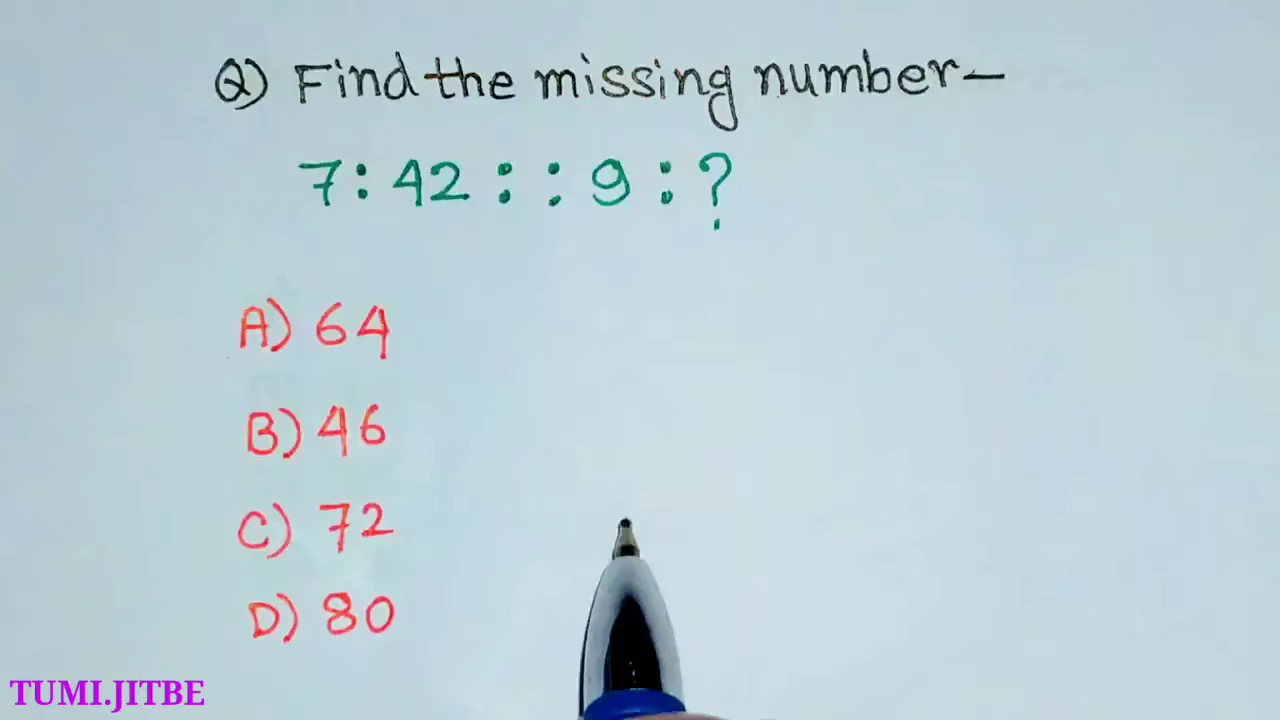 Q) Find the missing number-
7 : 42 : : 9 : ?
A) 64
B) 46
C) 72
D) 80
TUMI.JITBE